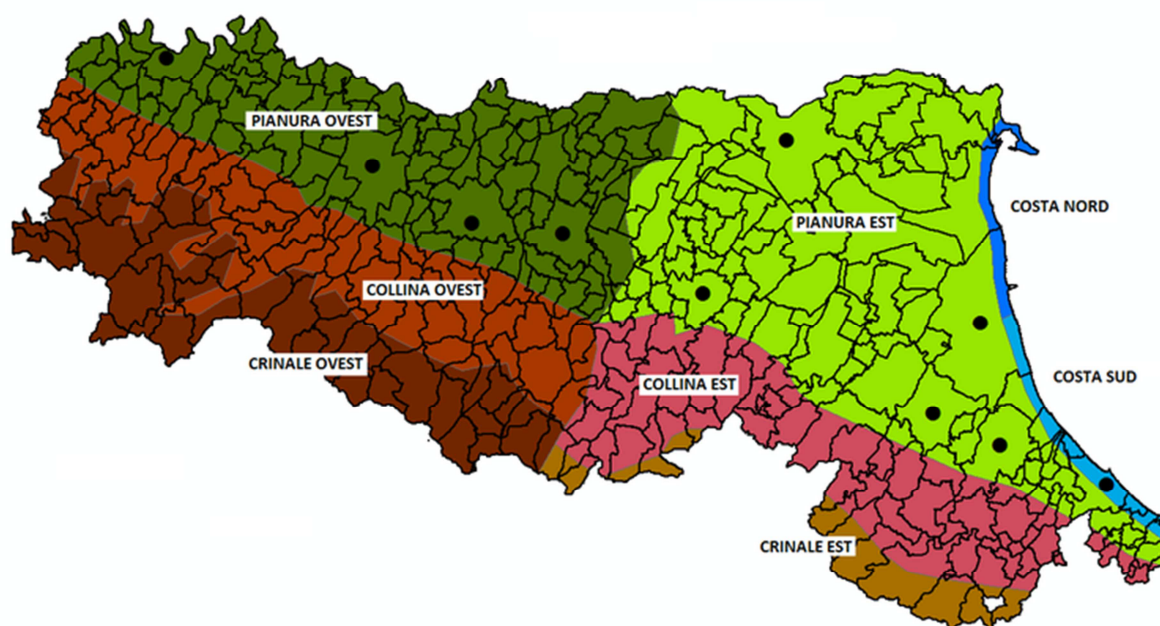 PIANURA OVEST
COSTA NORD
PIANURA EST
COLLINA OVEST
CRINALE OVEST
COLLINA EST
COSTA SUD
CRINALE EST